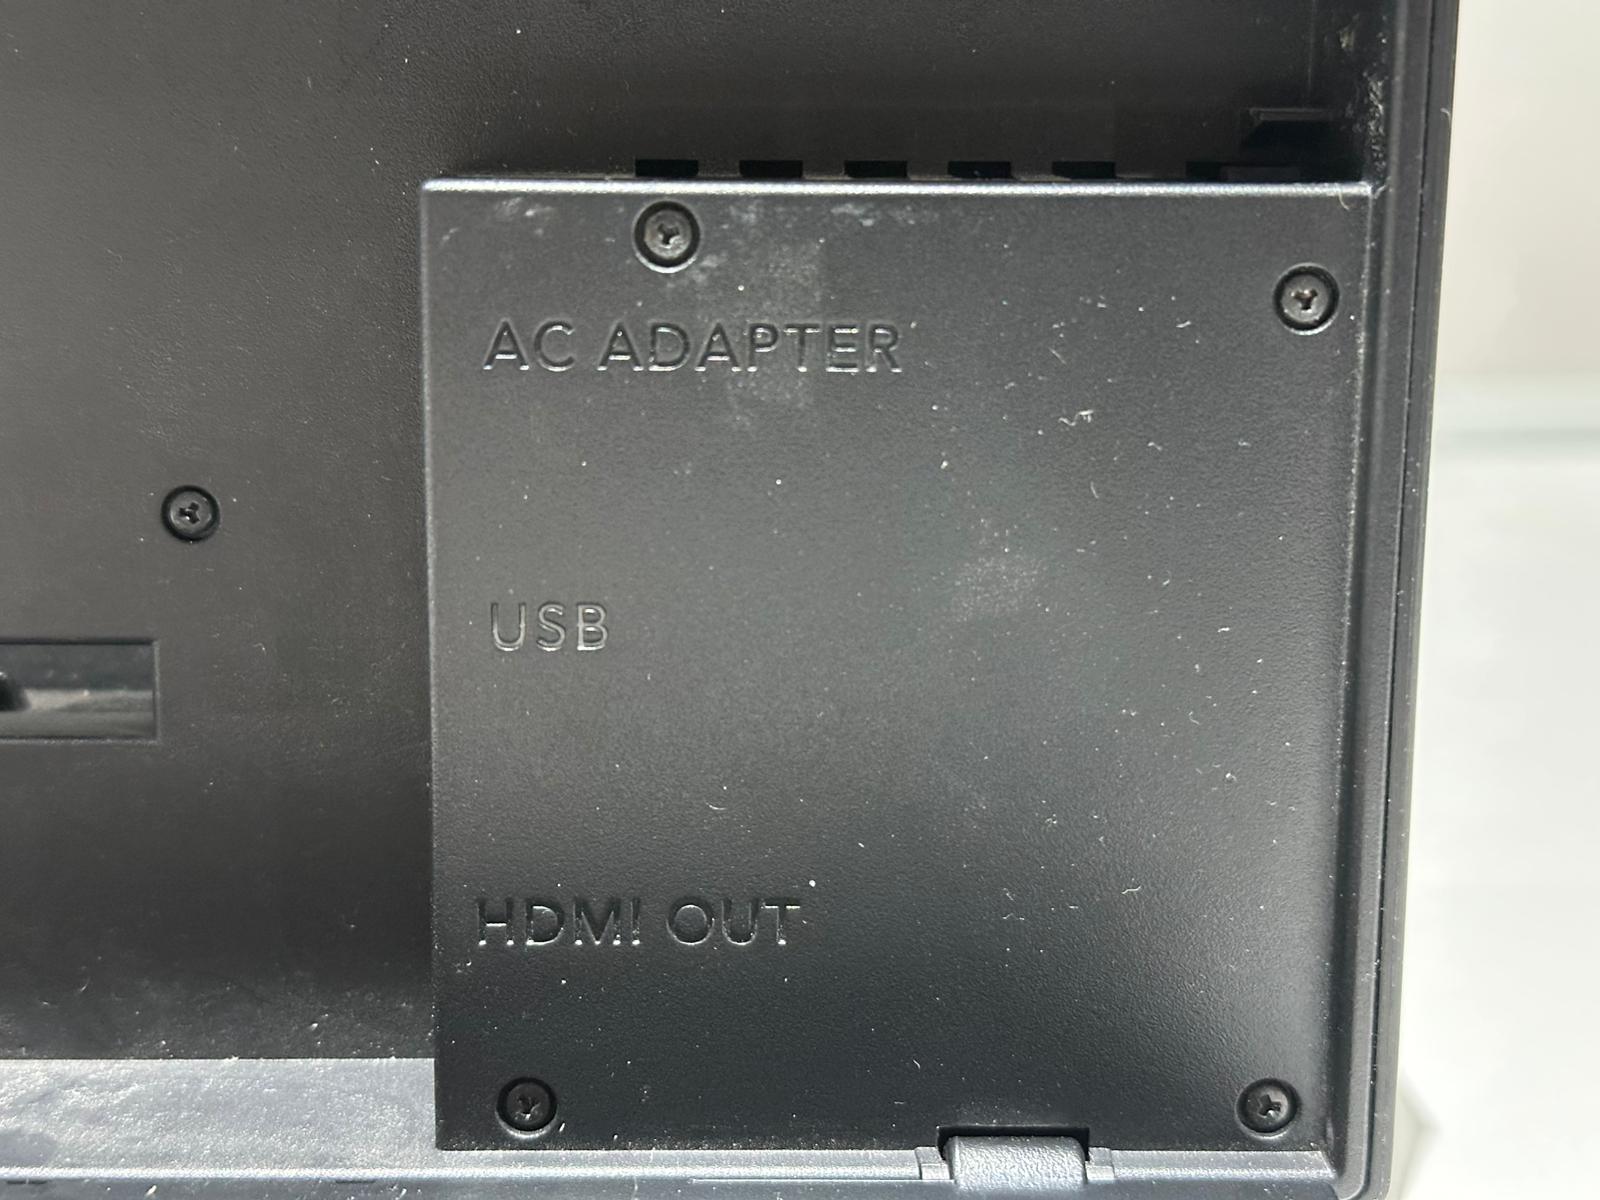 AC ADAPTER
USB
HDMI OUT